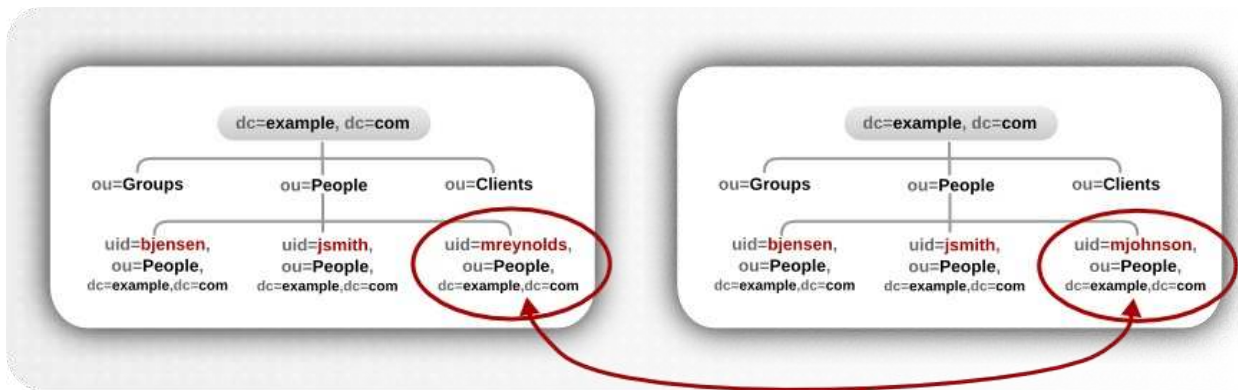 dc=example, dc=com
ou=Groups
ou=People
ou=Clients
uid=bjensen,
ou=People,
dc=example,dc=com
uid=jsmith,
ou=People,
dc=example,dc=com
uid=mreynolds,
ou=People,
dc=example,dc=com
dc=example, dc=com
ou=Groups
ou=People
ou=Clients
uid=bjensen,
ou=People,
dc=example,dc=com
uid=jsmith,
ou=People,
dc=example,dc=com
uid=mjohnson,
ou=People,
dc=example,dc=com